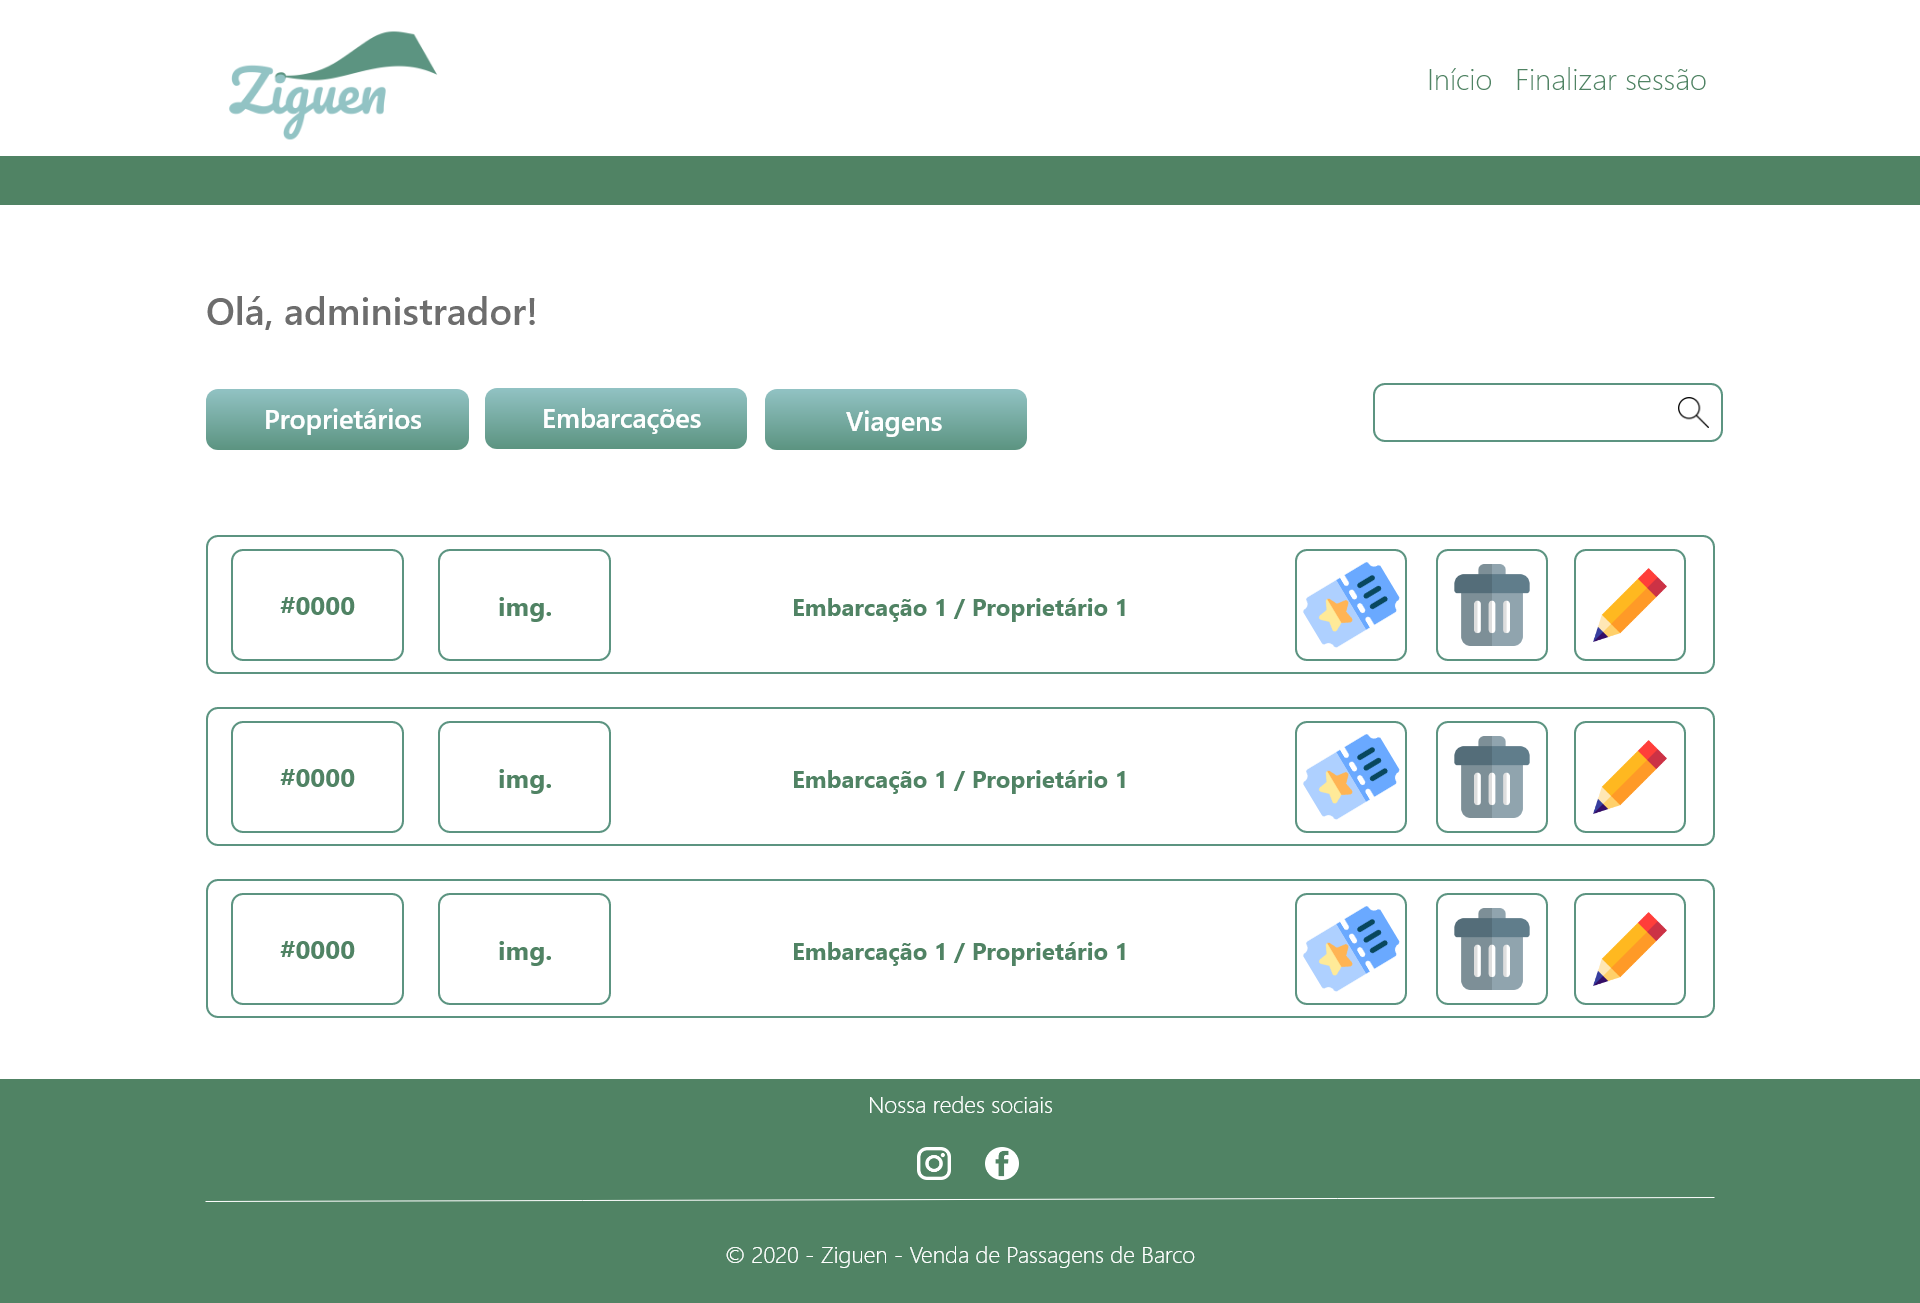 Ziguen
Início Finalizar sessão
Olá, administrador!
Proprietários Embarcações Viagens
#0000 img. Embarcação 1 / Proprietário 1
#0000 img. Embarcação 1 / Proprietário 1
#0000 img. Embarcação 1 / Proprietário 1
Nossa redes sociais
© 2020 - Ziguen - Venda de Passagens de Barco